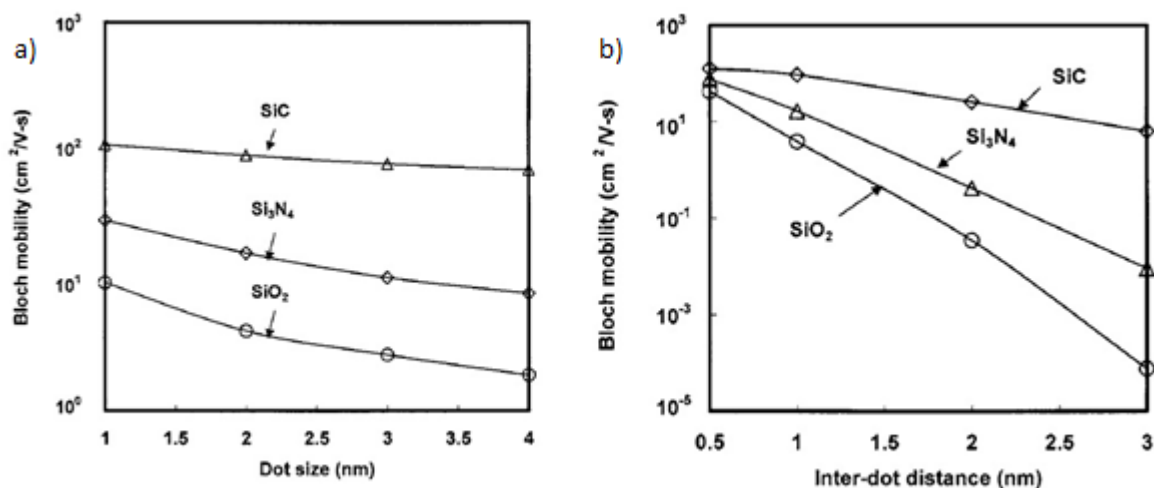 a)
Bloch mobility (cm²/V-s)
10³
10²
10¹
10⁰
SiC
Si₃N₄
SiO₂
1 1.5 2 2.5 3 3.5 4
Dot size (nm)
b)
Bloch mobility (cm ²/V-s)
10³
10¹
10⁻¹
10⁻³
10⁻⁵
SiC
Si₃N₄
SiO₂
0.5 1 1.5 2 2.5 3
Inter-dot distance (nm)